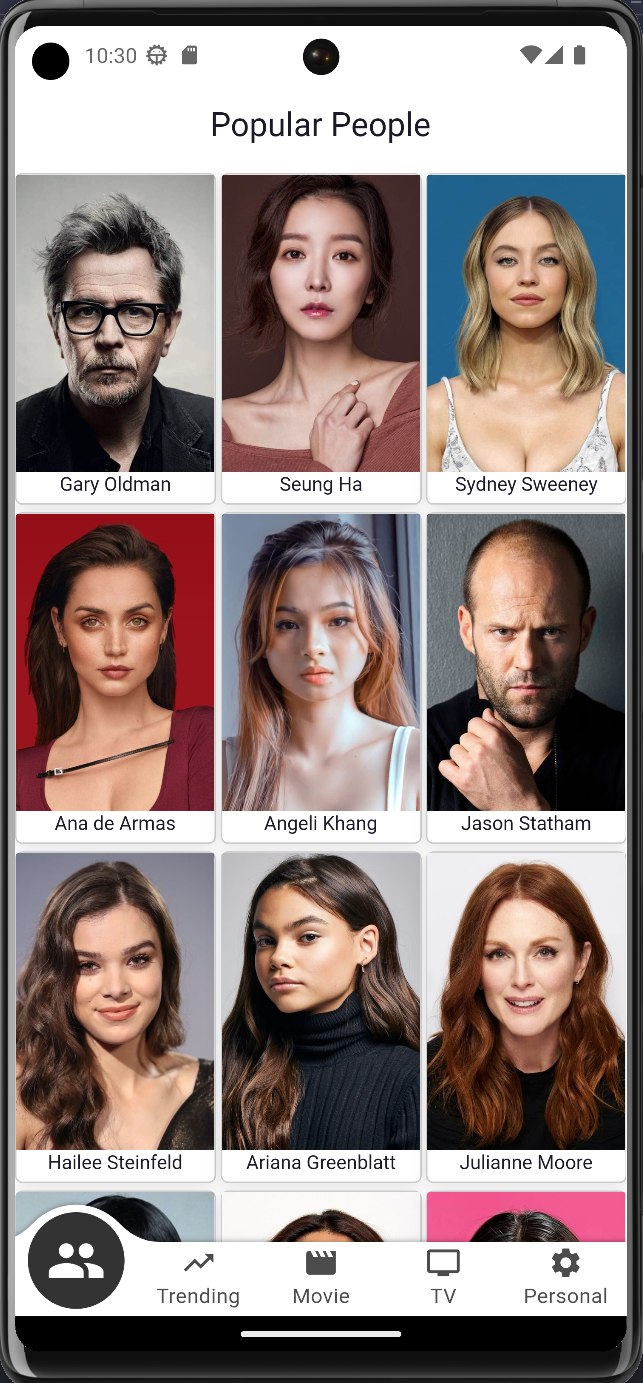 10:30
Popular People
Gary Oldman
Seung Ha
Sydney Sweeney
Ana de Armas
Angeli Khang
Jason Statham
Hailee Steinfeld
Ariana Greenblatt
Julianne Moore
Trending
Movie
TV
Personal